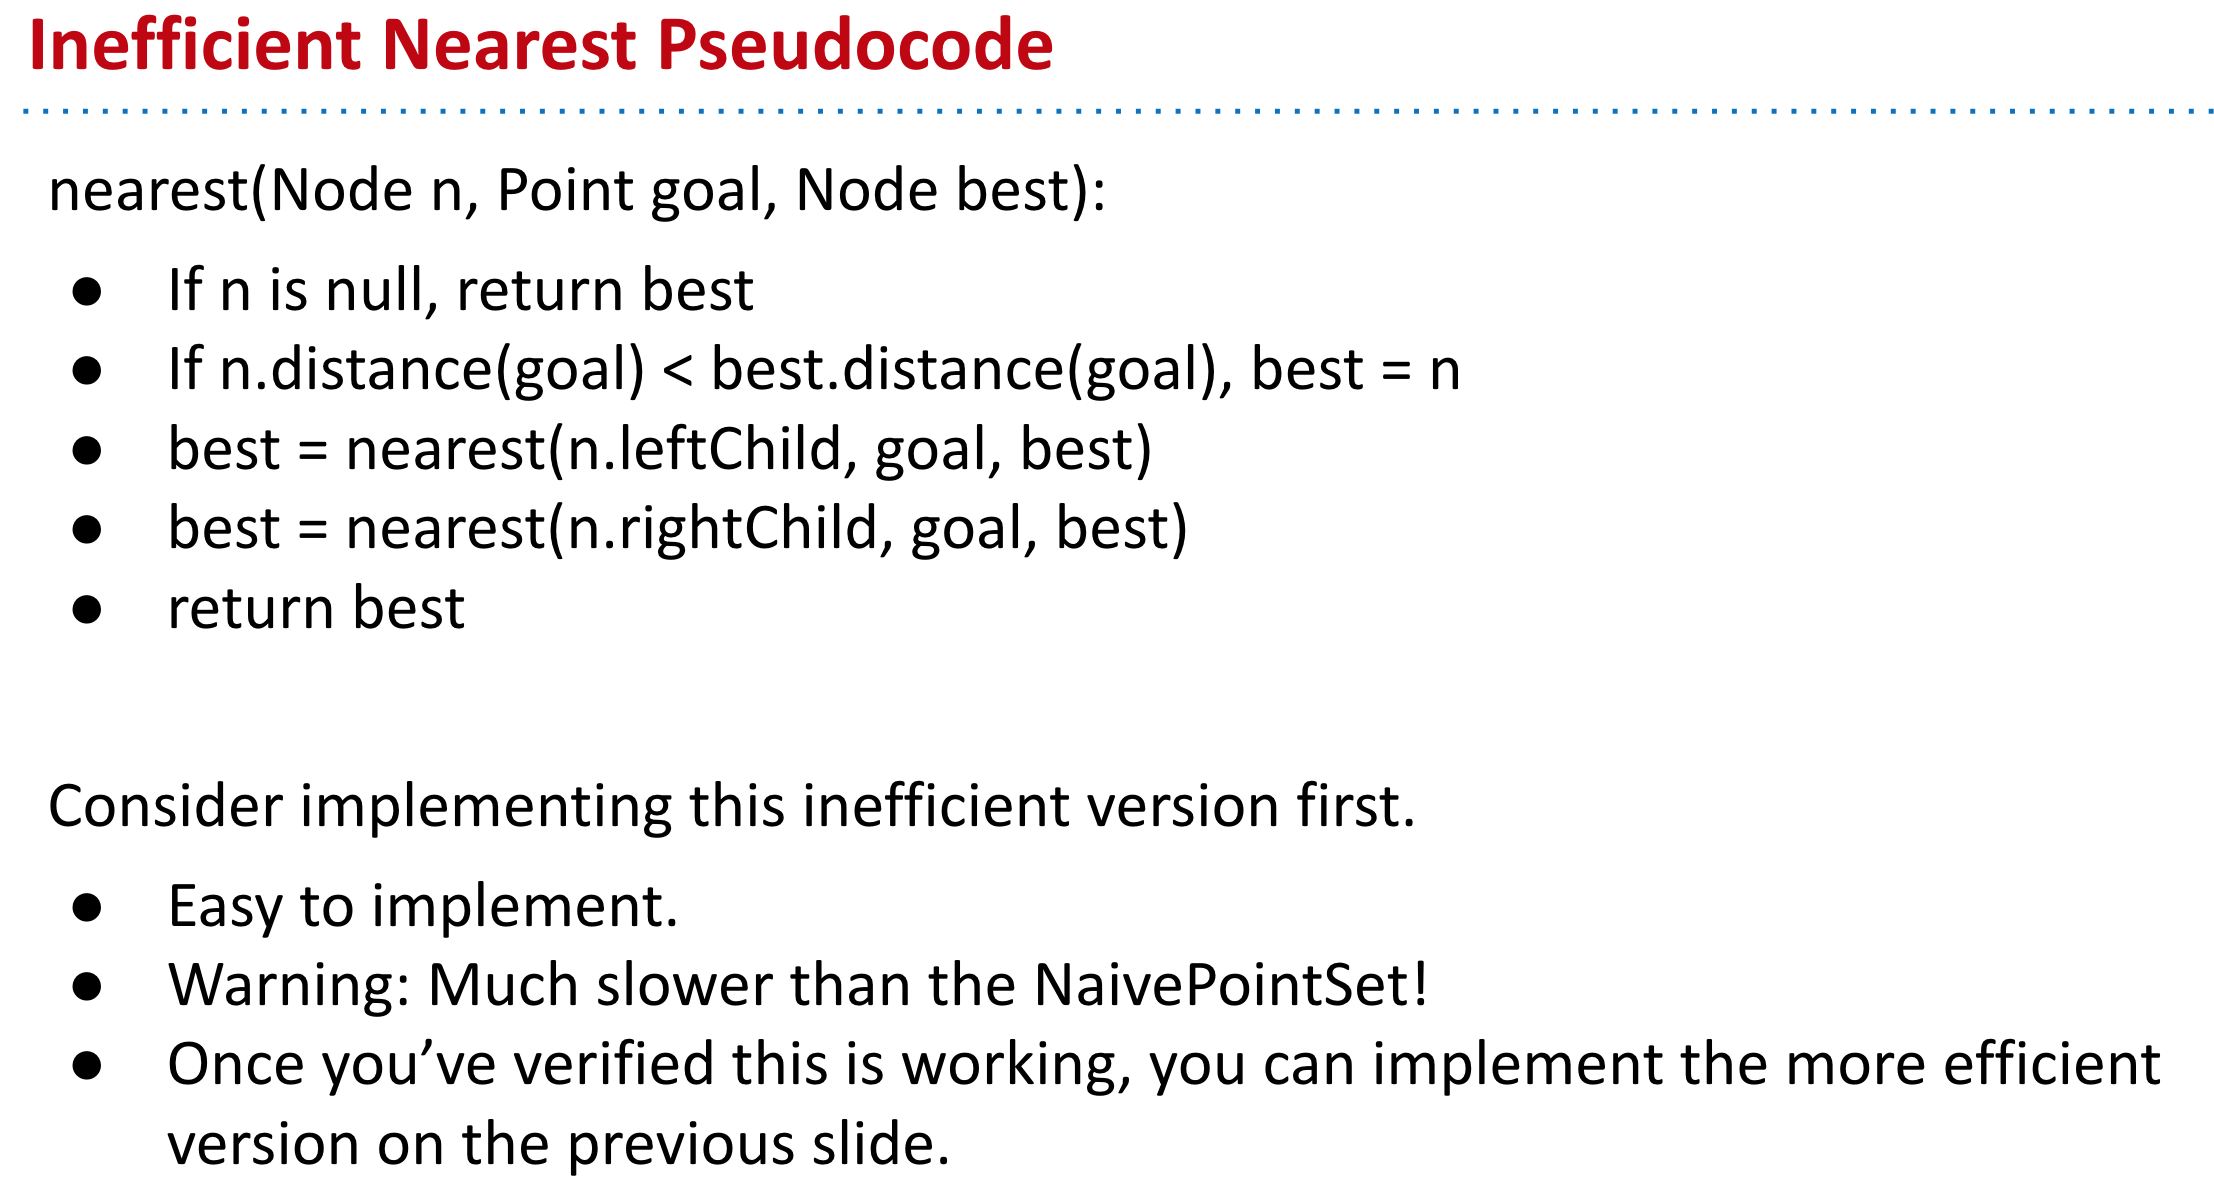 Inefficient Nearest Pseudocode
nearest(Node n, Point goal, Node best):
● If n is null, return best
● If n.distance(goal) < best.distance(goal), best = n
● best = nearest(n.leftChild, goal, best)
● best = nearest(n.rightChild, goal, best)
● return best
Consider implementing this inefficient version first.
● Easy to implement.
● Warning: Much slower than the NaivePointSet!
● Once you’ve verified this is working, you can implement the more efficient
version on the previous slide.